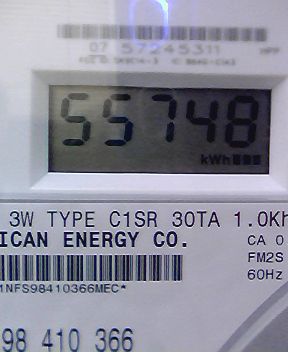 07 57245311
55748
kWh
3W TYPE C1SR 30TA 1.0Kh
ICAN ENERGY CO.
CA 0
FM2S
60Hz
1NFS98410366MEC*
98 410 366